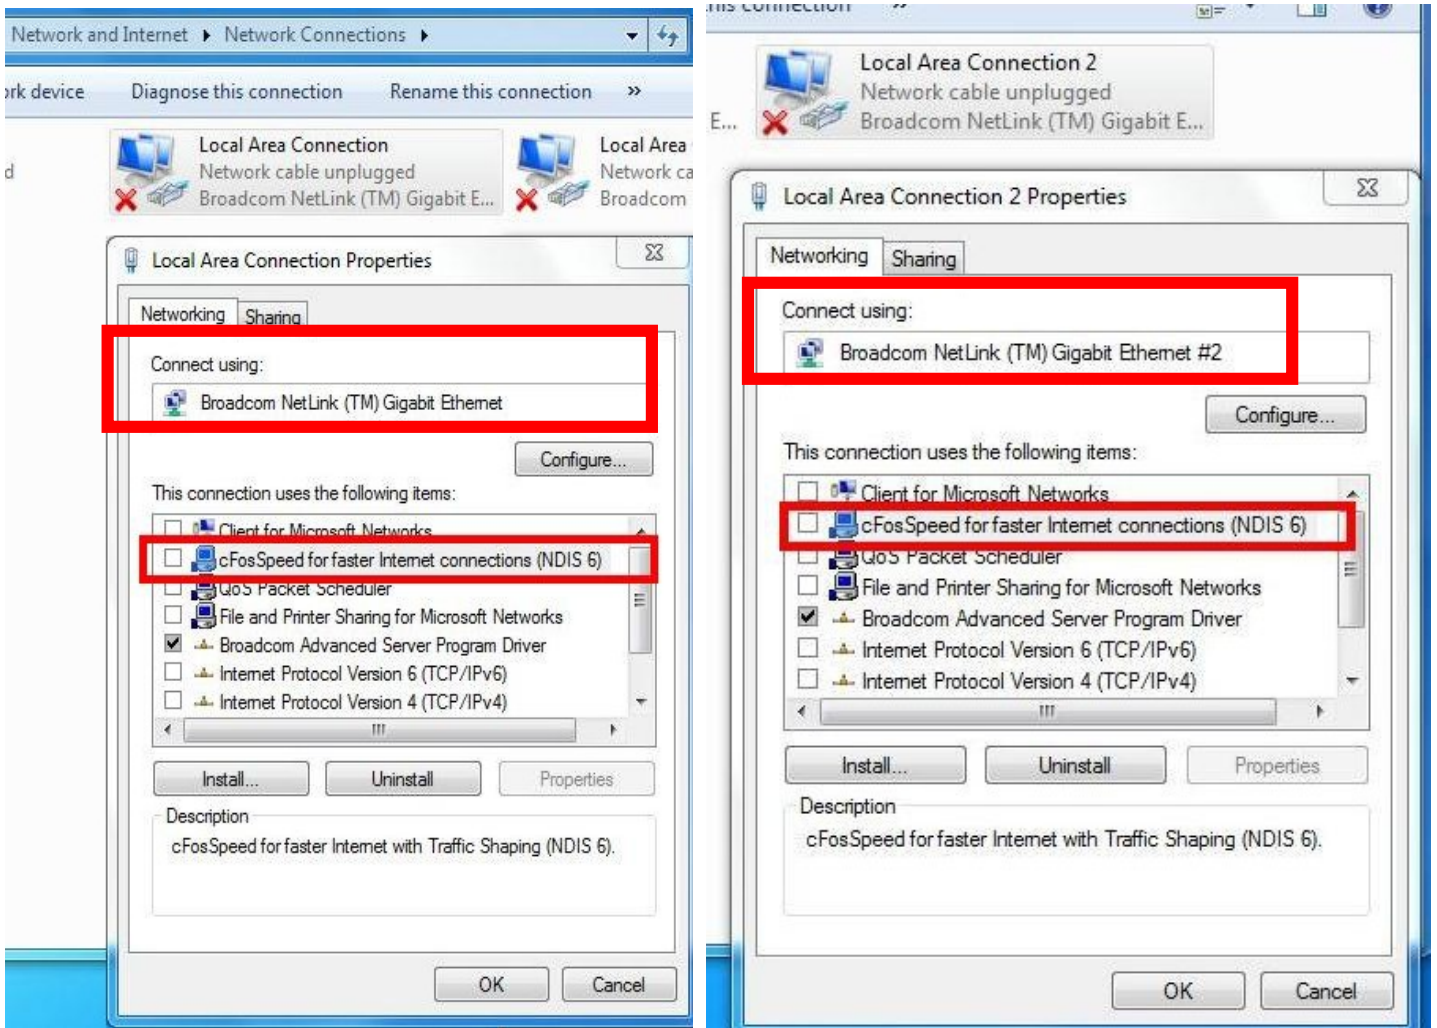 Network and Internet
Network Connections
device
Diagnose this connection
Rename this connection
»
Local Area Connection
Network cable unplugged
Broadcom NetLink (TM) Gigabit E...
Local Area
Network
Broadcom
Local Area Connection Properties
Networking
Sharing
Connect using:
Broadcom NetLink (TM) Gigabit Ethernet
Configure...
This connection uses the following items:
Client for Microsoft Networks
cFosSpeed for faster Internet connections (NDIS 6)
QoS Packet Scheduler
File and Printer Sharing for Microsoft Networks
Broadcom Advanced Server Program Driver
Internet Protocol Version 6 (TCP/IPv6)
Internet Protocol Version 4 (TCP/IPv4)
Install...
Uninstall
Properties
Description
cFosSpeed for faster Internet with Traffic Shaping (NDIS 6).
OK
Cancel
this connection
»
E...
Local Area Connection 2
Network cable unplugged
Broadcom NetLink (TM) Gigabit E...
Local Area Connection 2 Properties
Networking
Sharing
Connect using:
Broadcom NetLink (TM) Gigabit Ethernet #2
Configure...
This connection uses the following items:
Client for Microsoft Networks
cFosSpeed for faster Internet connections (NDIS 6)
QoS Packet Scheduler
File and Printer Sharing for Microsoft Networks
Broadcom Advanced Server Program Driver
Internet Protocol Version 6 (TCP/IPv6)
Internet Protocol Version 4 (TCP/IPv4)
Install...
Uninstall
Properties
Description
cFosSpeed for faster Internet with Traffic Shaping (NDIS 6).
OK
Cancel